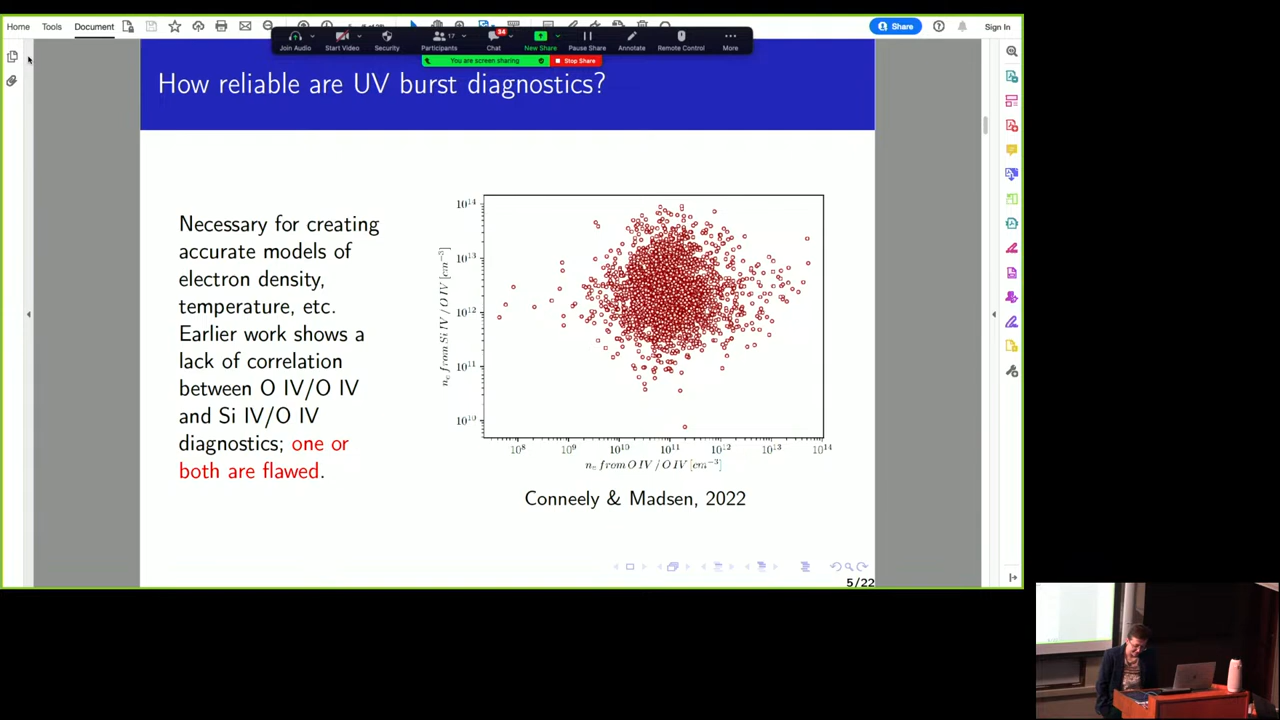 Home Tools Document
Share Sign In
Join Audio Start Video Security Participants 17 Chat 34 New Share Pause Share Annotate Remote Control More
You are screen sharing Stop Share
How reliable are UV burst diagnostics?
Necessary for creating
accurate models of
electron density,
temperature, etc.
Earlier work shows a
lack of correlation
between O IV/O IV
and Si IV/O IV
diagnostics; one or
both are flawed.
10^14
10^13
10^12
10^11
10^10
n_e from Si IV / O IV [cm^-3]
10^8 10^9 10^10 10^11 10^12 10^13 10^14
n_e from O IV / O IV [cm^-3]
Conneely & Madsen, 2022
5/22